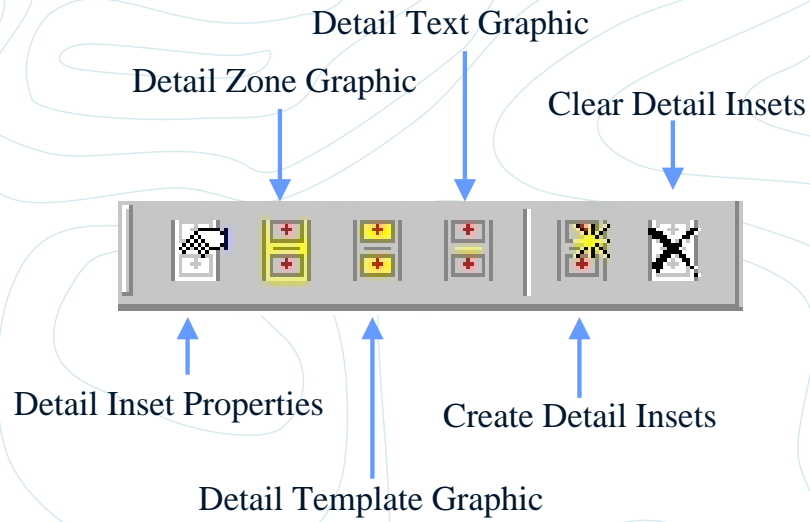 Detail Text Graphic
Detail Zone Graphic
Clear Detail Insets
Detail Inset Properties
Create Detail Insets
Detail Template Graphic